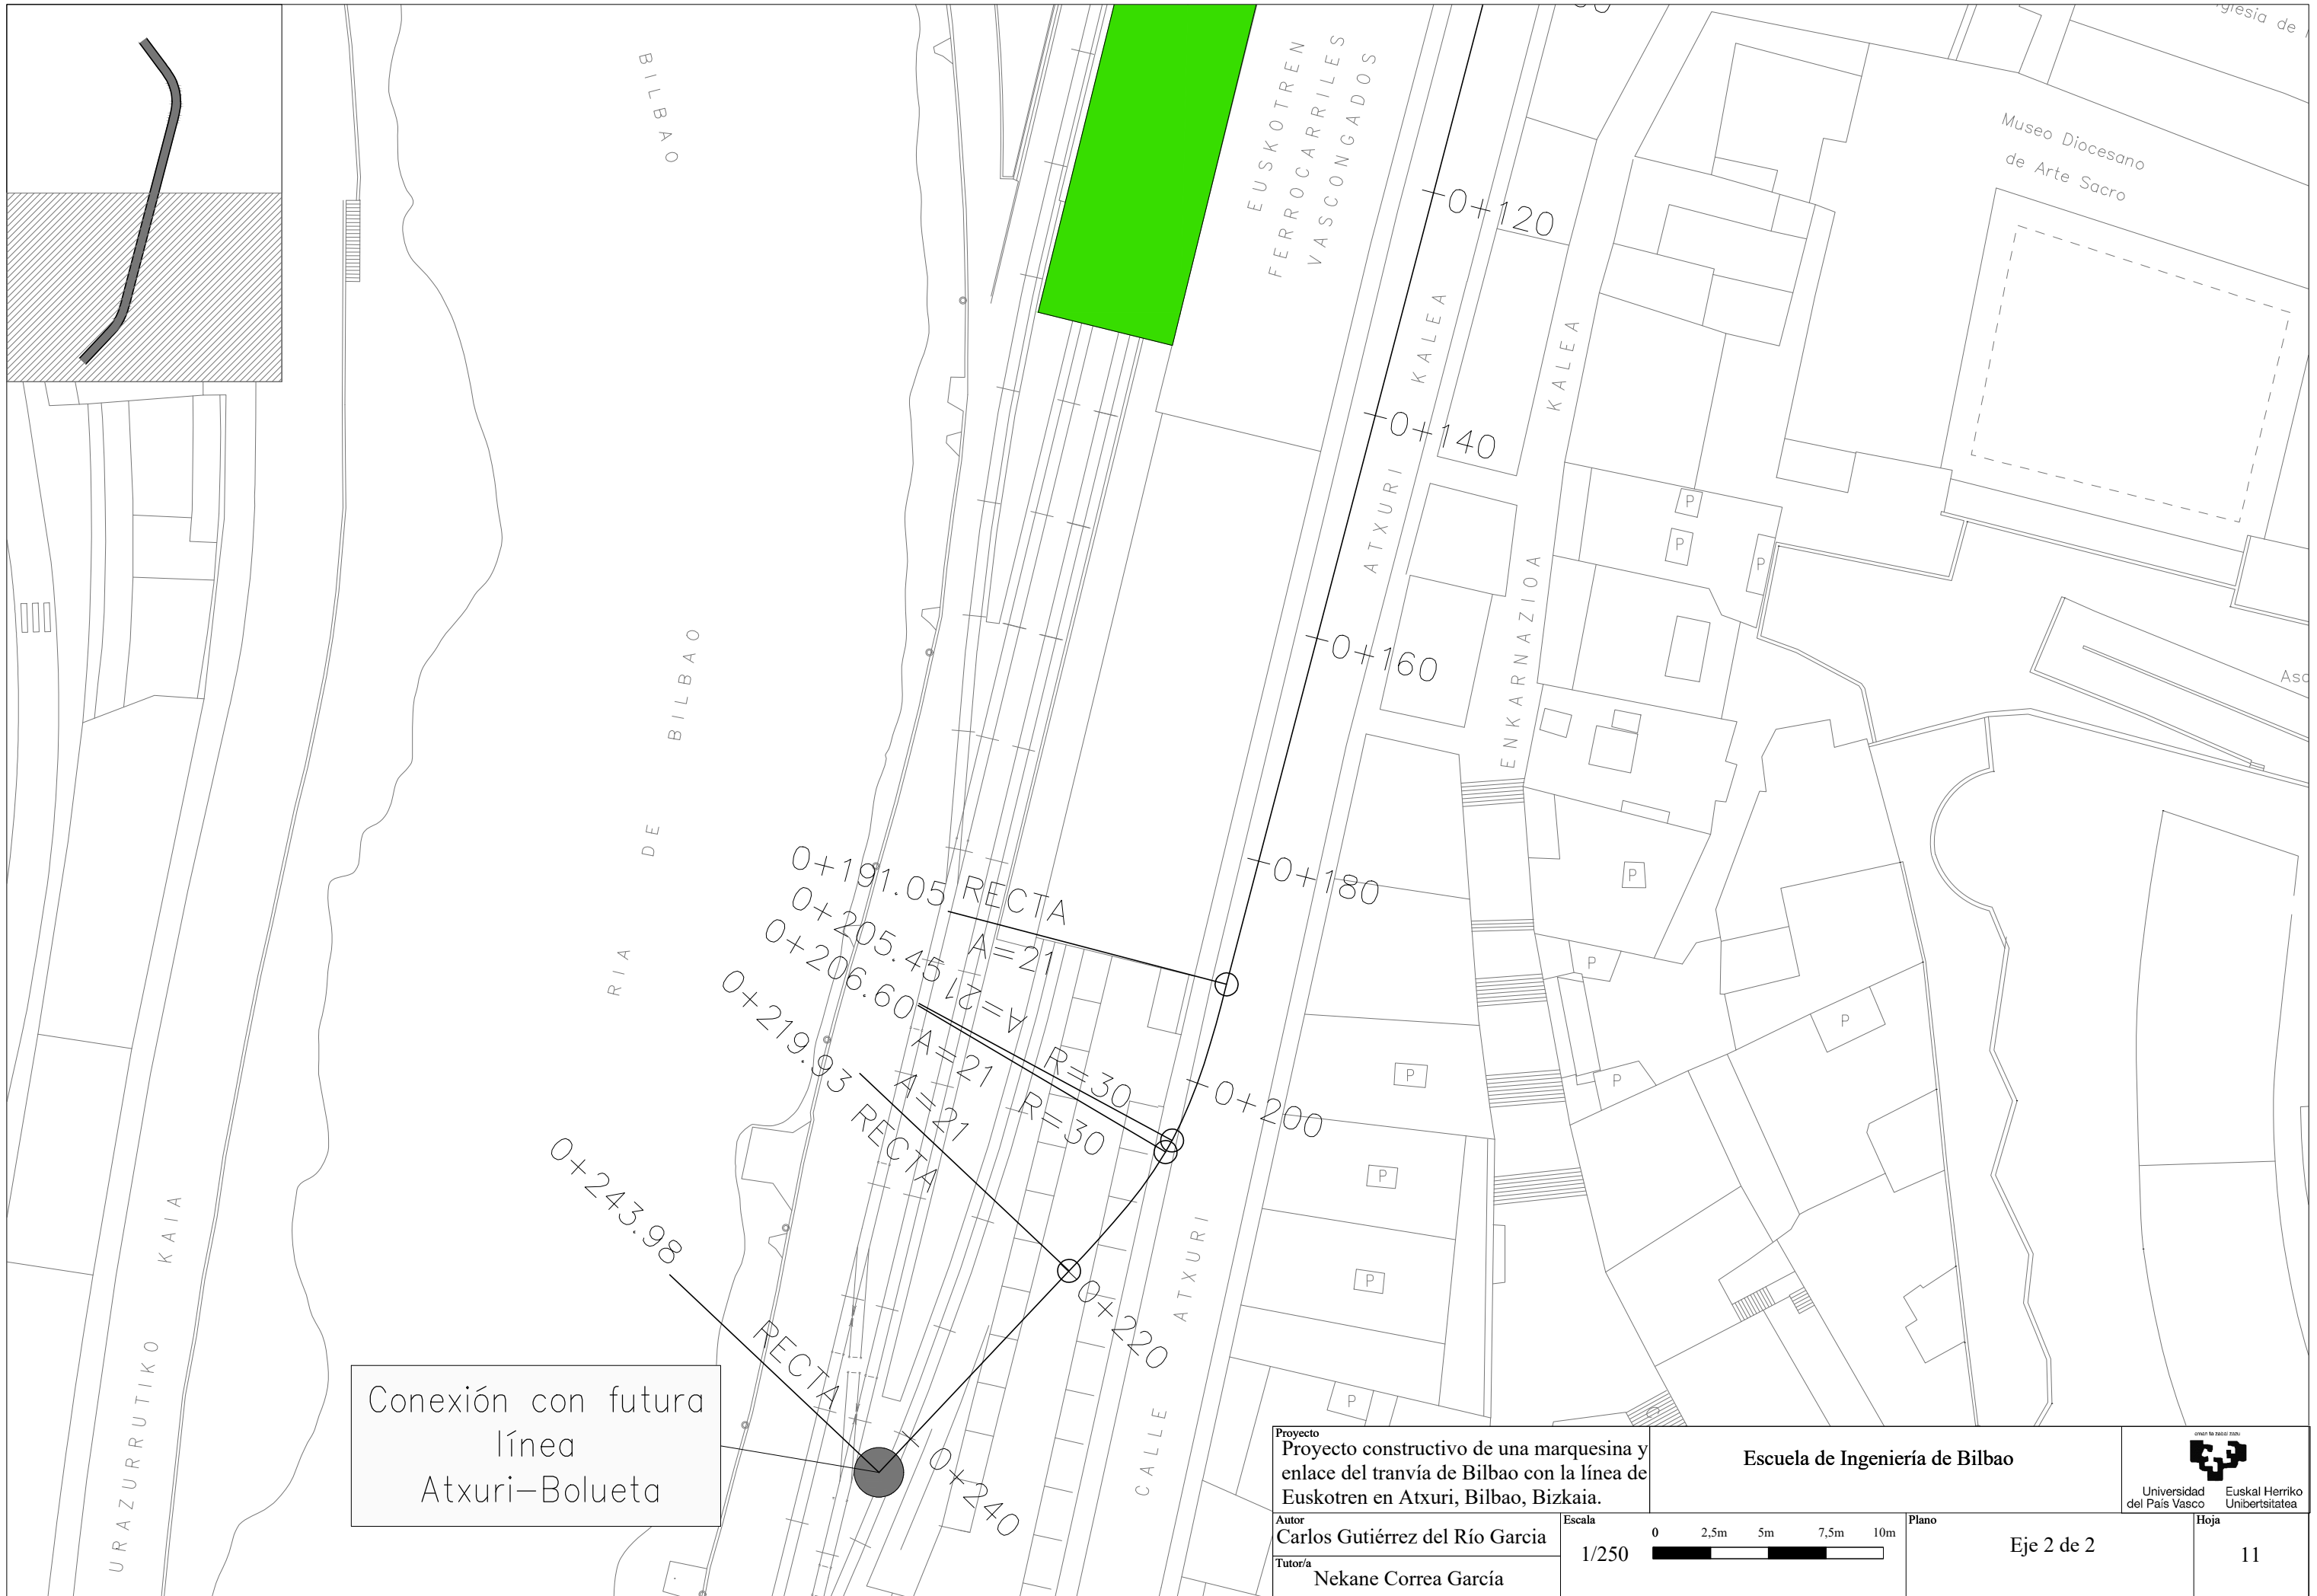 BILBAO
EUSKOTREN
FERROCARRILES
VASCONGADOS
Iglesia de
Museo Diocesano
de Arte Sacro
0+120
0+140
0+160
0+180
0+200
0+220
0+240
ATXURI KALEA
ENKARNAZIOA KALEA
RIA DE BILBAO
P
P
P
P
P
P
P
P
P
P
P
P
0+191.05 RECTA
A=21
0+205.45 A=21
R=30
0+206.60
A=21
R=30
0+219.93 RECTA
A=21
0+243.98
RECTA
CALLE ATXURI
URAZURRUTIKO KAIA
Conexión con futura
línea
Atxuri-Bolueta
Proyecto
Proyecto constructivo de una marquesina y
enlace del tranvía de Bilbao con la línea de
Euskotren en Atxuri, Bilbao, Bizkaia.
Escuela de Ingeniería de Bilbao
Universidad
del País Vasco
Euskal Herriko
Unibertsitatea
Autor
Carlos Gutiérrez del Río Garcia
Tutor/a
Nekane Correa García
Escala
1/250
0 2,5m 5m 7,5m 10m
Plano
Eje 2 de 2
Hoja
11